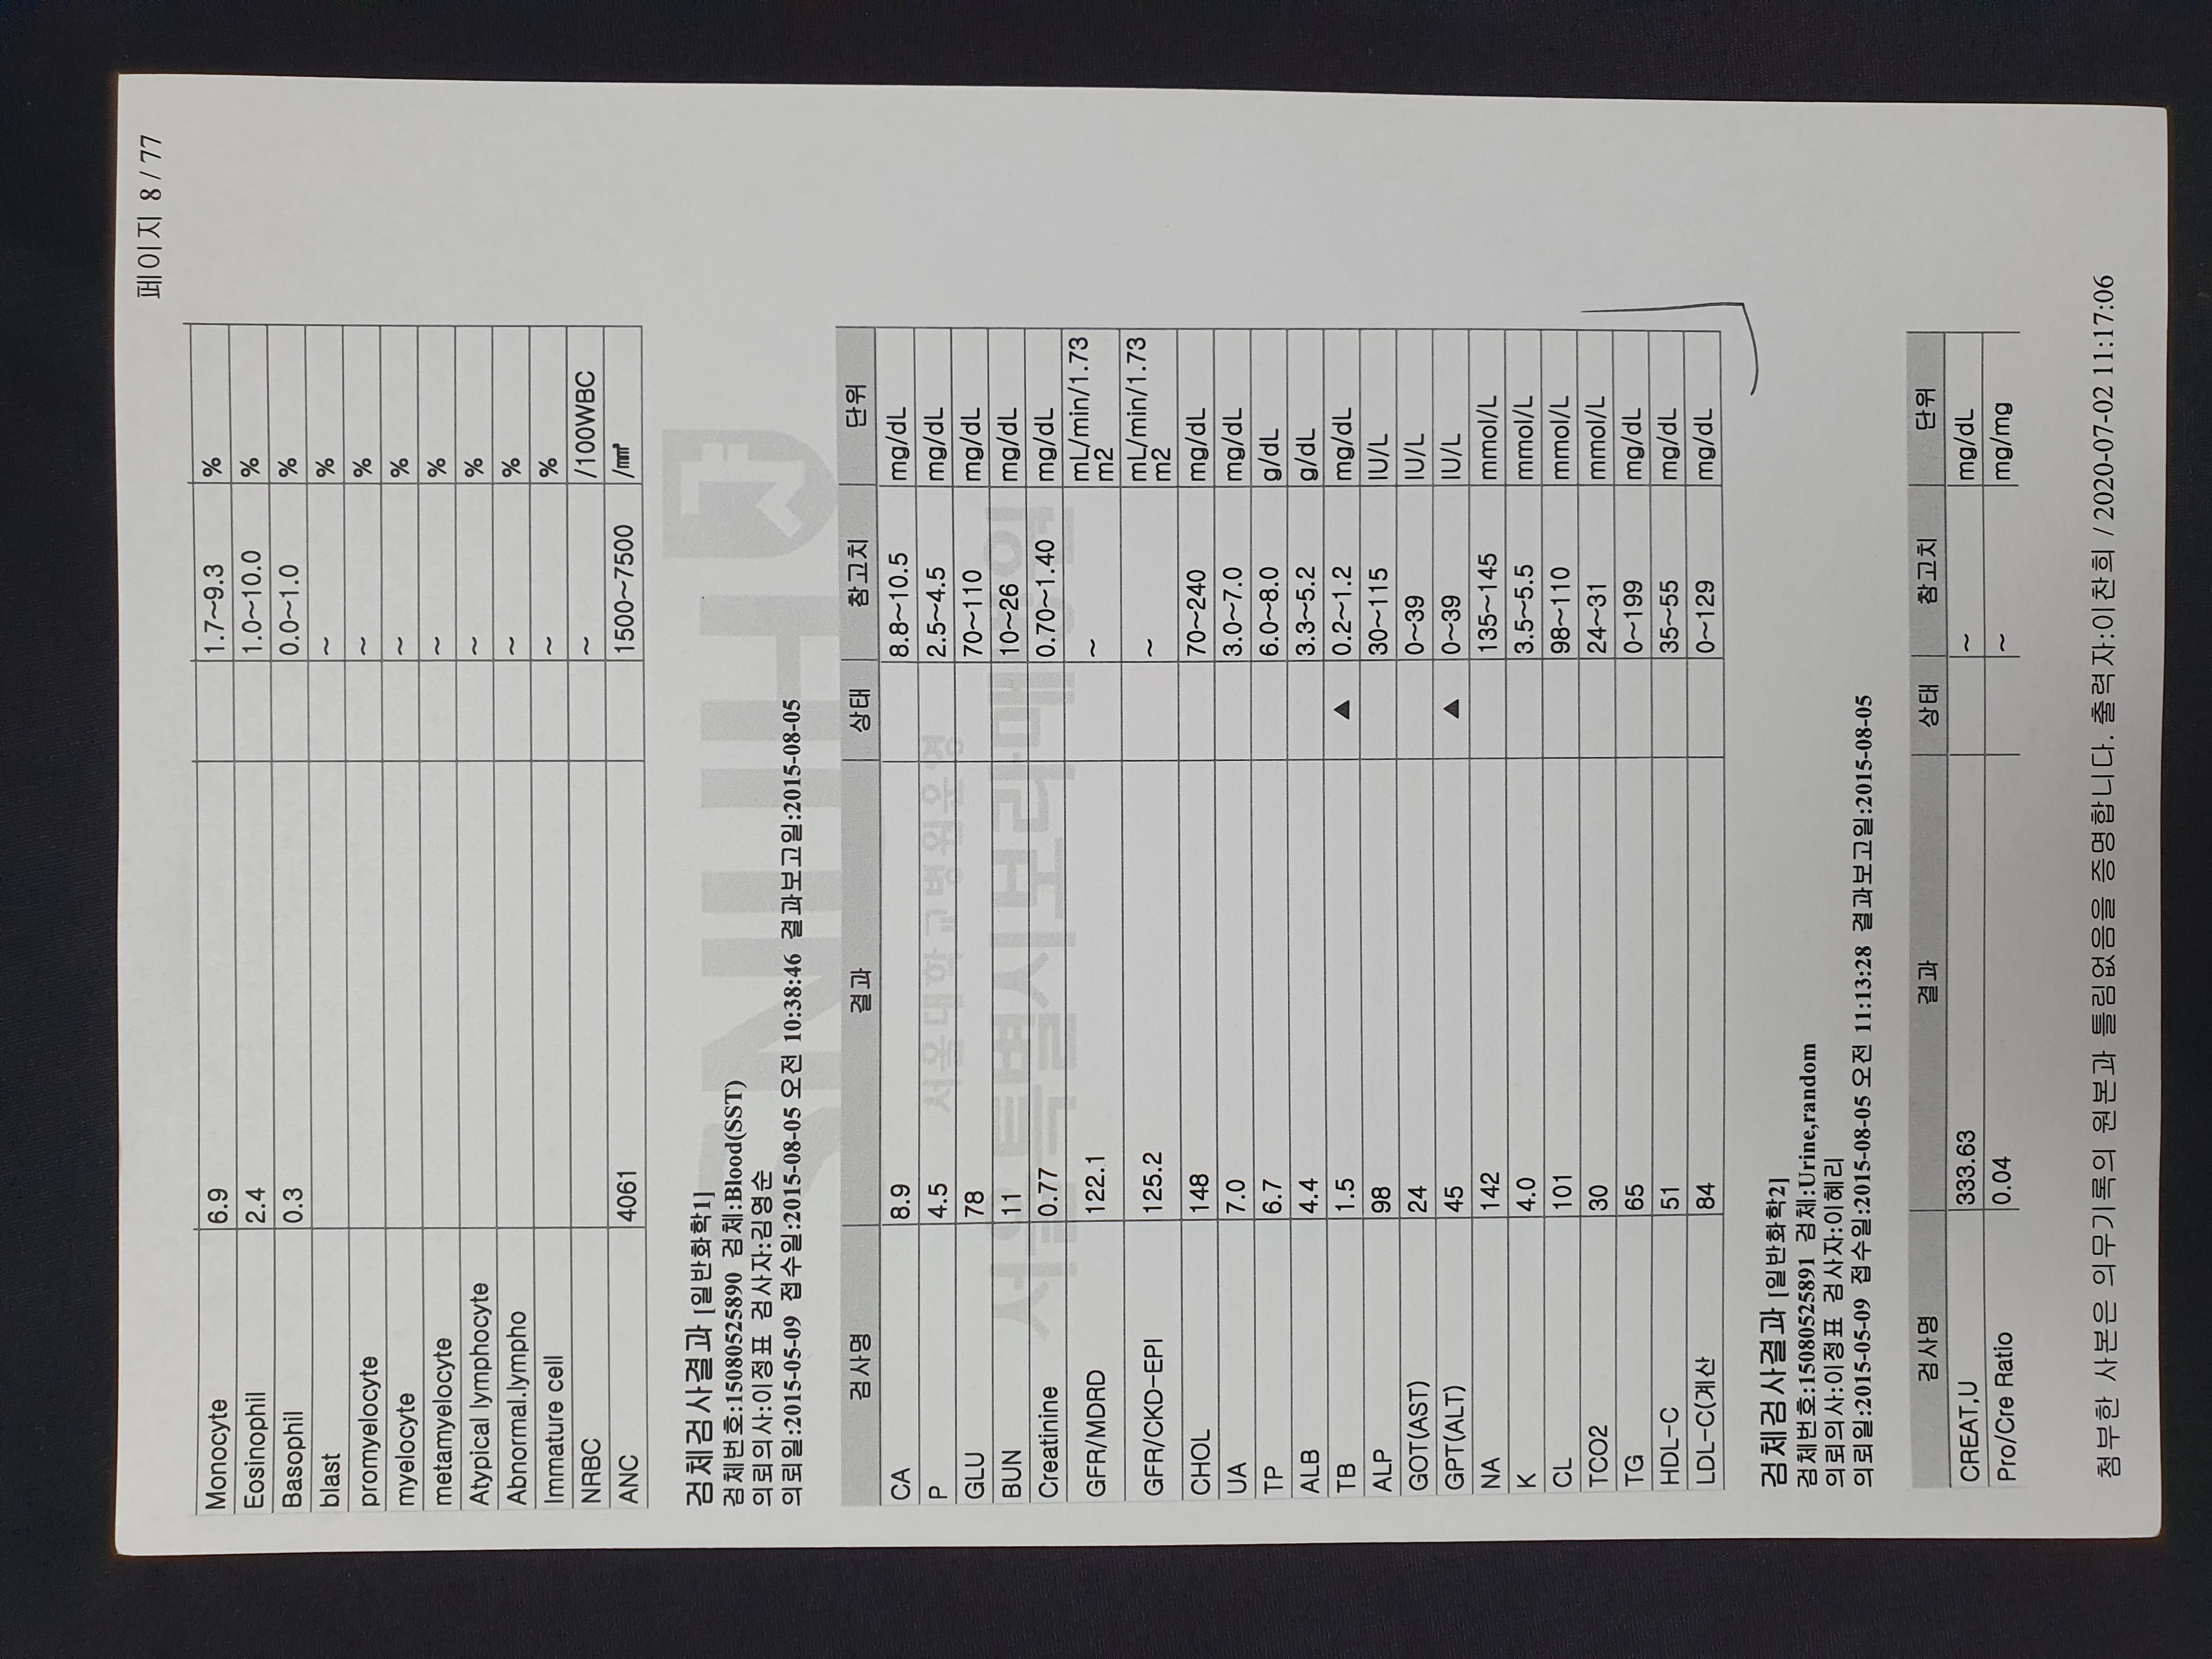 페이지 8 / 77
Monocyte 6.9 1.7~9.3 %
Eosinophil 2.4 1.0~10.0 %
Basophil 0.3 0.0~1.0 %
blast ~ %
promyelocyte ~ %
myelocyte ~ %
metamyelocyte ~ %
Atypical lymphocyte ~ %
Abnormal.lympho ~ %
Immature cell ~ %
NRBC ~ /100WBC
ANC 4061 1500~7500 /㎣
검체검사결과 [일반화학1]
검체번호:15080525890 검체:Blood(SST)
의뢰의사:이정표 검사자:김영순
의뢰일:2015-05-09 접수일:2015-08-05 오전 10:38:46 결과보고일:2015-08-05
검사명 결과 상태 참고치 단위
CA 8.9 8.8~10.5 mg/dL
P 4.5 2.5~4.5 mg/dL
GLU 78 70~110 mg/dL
BUN 11 10~26 mg/dL
Creatinine 0.77 0.70~1.40 mg/dL
GFR/MDRD 122.1 ~ mL/min/1.73
m2
GFR/CKD-EPI 125.2 ~ mL/min/1.73
m2
CHOL 148 70~240 mg/dL
UA 7.0 3.0~7.0 mg/dL
TP 6.7 6.0~8.0 g/dL
ALB 4.4 3.3~5.2 g/dL
TB 1.5 ▲ 0.2~1.2 mg/dL
ALP 98 30~115 IU/L
GOT(AST) 24 0~39 IU/L
GPT(ALT) 45 ▲ 0~39 IU/L
NA 142 135~145 mmol/L
K 4.0 3.5~5.5 mmol/L
CL 101 98~110 mmol/L
TCO2 30 24~31 mmol/L
TG 65 0~199 mg/dL
HDL-C 51 35~55 mg/dL
LDL-C(계산 84 0~129 mg/dL
검체검사결과 [일반화학2]
검체번호:15080525891 검체:Urine,random
의뢰의사:이정표 검사자:이혜리
의뢰일:2015-05-09 접수일:2015-08-05 오전 11:13:28 결과보고일:2015-08-05
검사명 결과 상태 참고치 단위
CREAT,U 333.63 ~ mg/dL
Pro/Cre Ratio 0.04 ~ mg/mg
첨부한 사본은 의무기록의 원본과 틀림없음을 증명합니다. 출력자:이찬희 / 2020-07-02 11:17:06